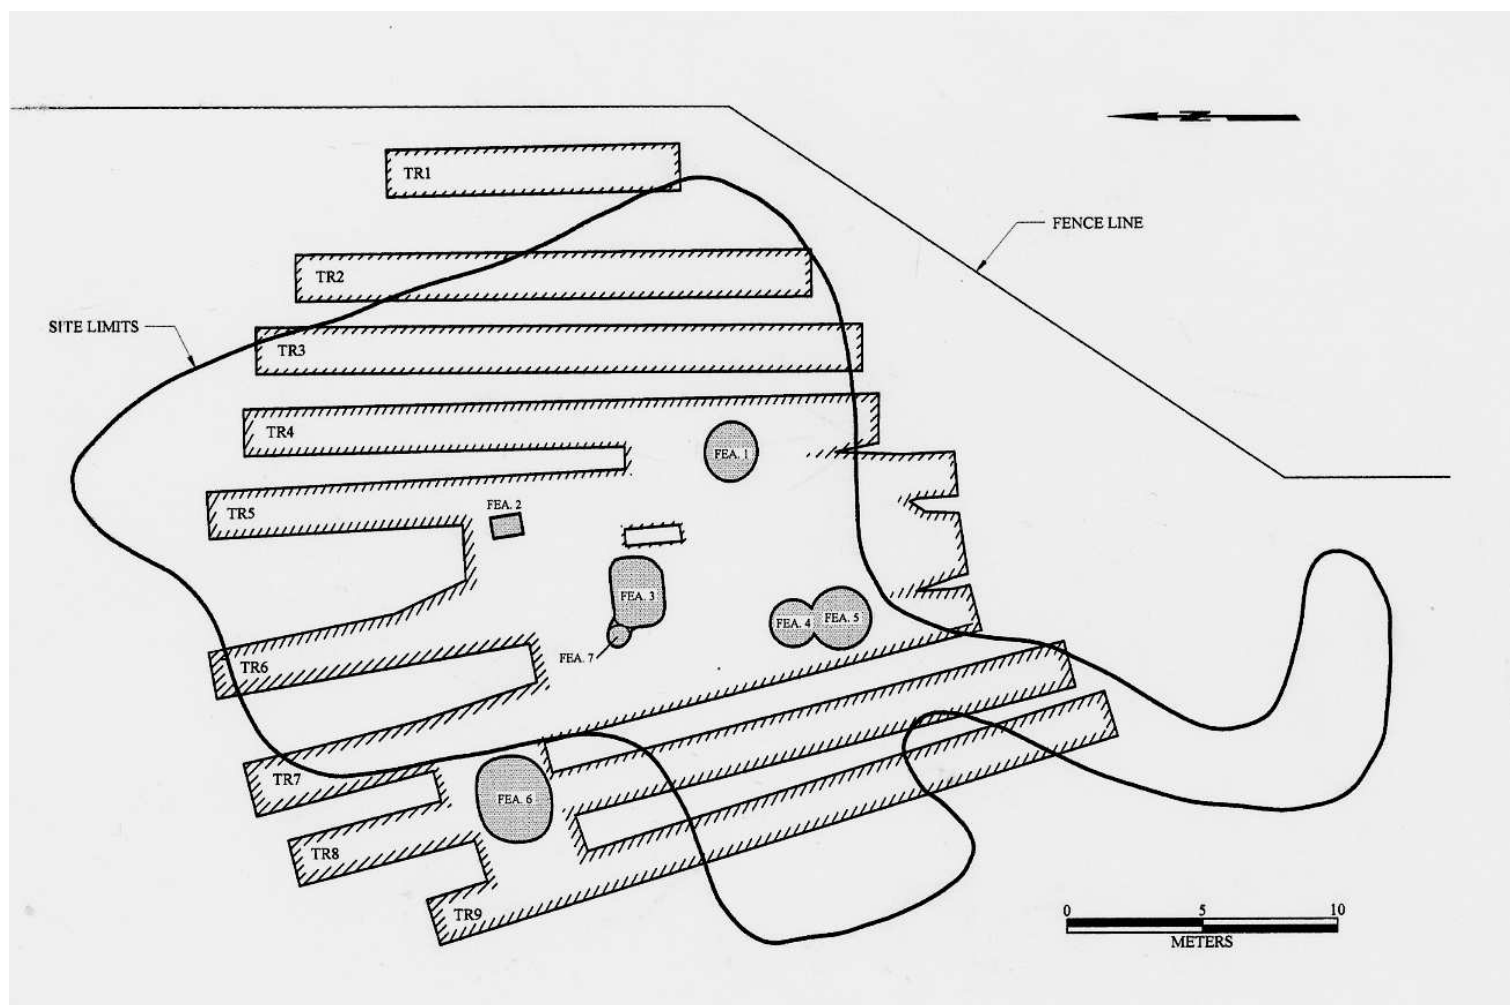 TR1
N
FENCE LINE
TR2
SITE LIMITS
TR3
TR4
FEA. 1
TR5
FEA. 2
FEA. 3
FEA. 4
FEA. 5
FEA. 7
TR6
TR7
FEA. 6
TR8
TR9
0 5 10
METERS